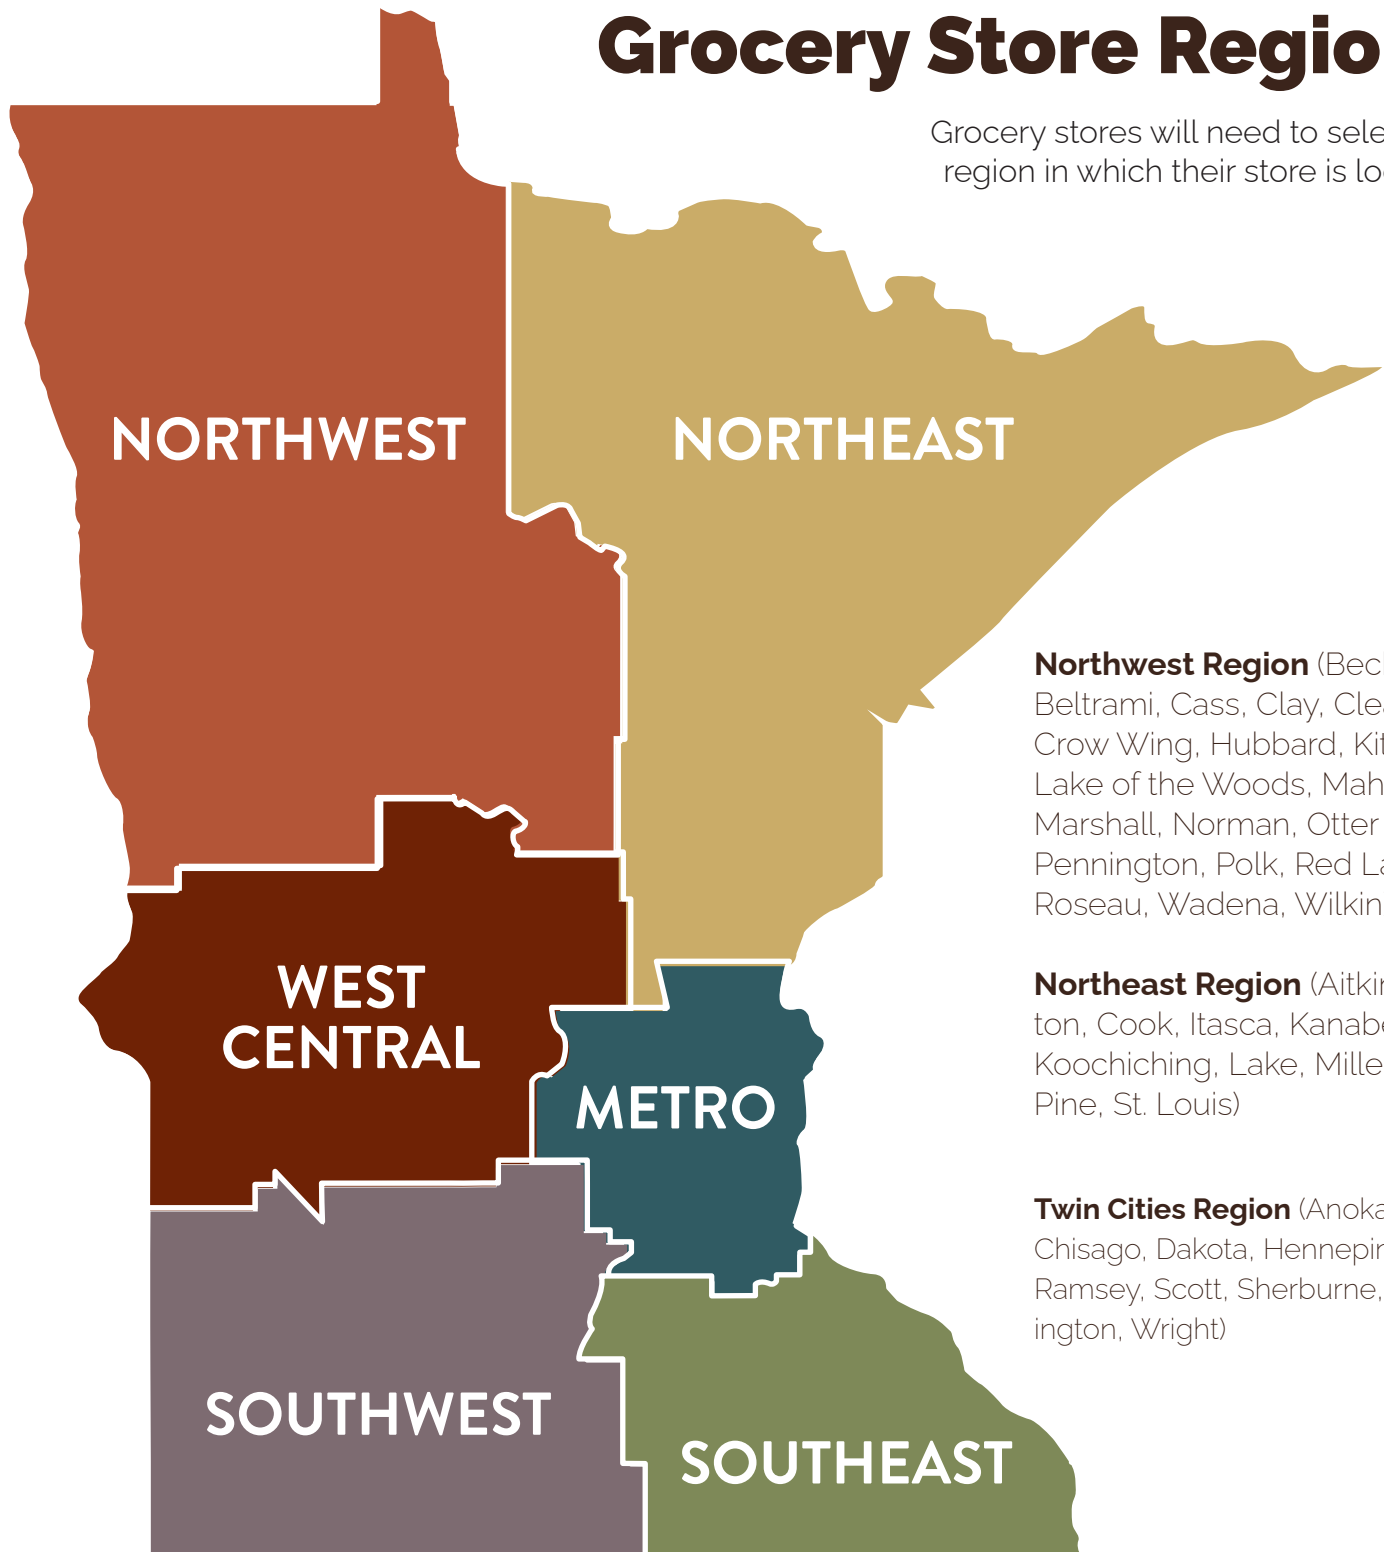 Grocery Store Regio
Grocery stores will need to sele
region in which their store is lo
NORTHWEST
NORTHEAST
Northwest Region (Bec
Beltrami, Cass, Clay, Cle
Crow Wing, Hubbard, Kit
Lake of the Woods, Mah
Marshall, Norman, Otter
Pennington, Polk, Red La
Roseau, Wadena, Wilkin
WEST
CENTRAL
Northeast Region (Aitkin
ton, Cook, Itasca, Kanabe
Koochiching, Lake, Mille
Pine, St. Louis)
METRO
Twin Cities Region (Anoka
Chisago, Dakota, Hennepin
Ramsey, Scott, Sherburne,
ington, Wright)
SOUTHWEST
SOUTHEAST